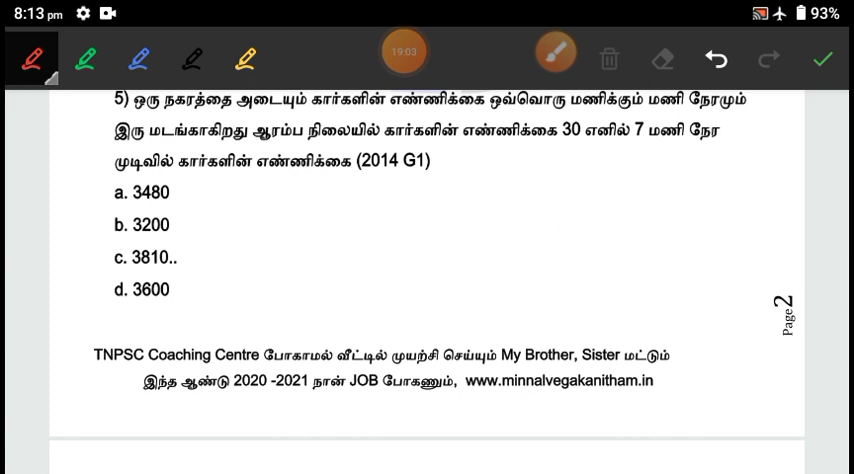 8:13 pm
93%
19:03
5) ஒரு நகரத்தை அடையும் கார்களின் எண்ணிக்கை ஒவ்வொரு மணிக்கும் மணி நேரமும்
இரு மடங்காகிறது ஆரம்ப நிலையில் கார்களின் எண்ணிக்கை 30 எனில் 7 மணி நேர
முடிவில் கார்களின் எண்ணிக்கை (2014 G1)
a. 3480
b. 3200
c. 3810..
d. 3600
Page2
TNPSC Coaching Centre போகாமல் வீட்டில் முயற்சி செய்யும் My Brother, Sister மட்டும்
இந்த ஆண்டு 2020 -2021 நான் JOB போகணும், www.minnalvegakanitham.in